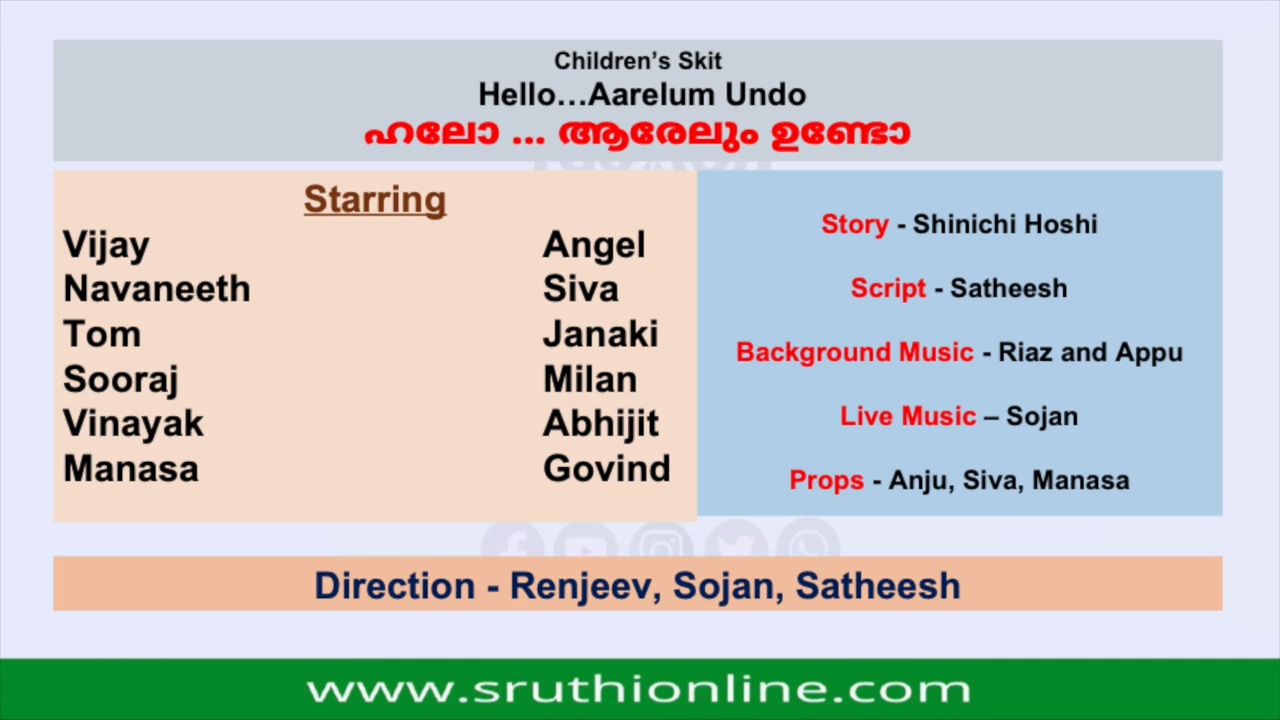 Children’s Skit
Hello…Aarelum Undo
ഹലോ ... ആരേലും ഉണ്ടോ
Starring
Vijay
Navaneeth
Tom
Sooraj
Vinayak
Manasa
Angel
Siva
Janaki
Milan
Abhijit
Govind
Story - Shinichi Hoshi
Script - Satheesh
Background Music - Riaz and Appu
Live Music – Sojan
Props - Anju, Siva, Manasa
Direction - Renjeev, Sojan, Satheesh
www.sruthionline.com